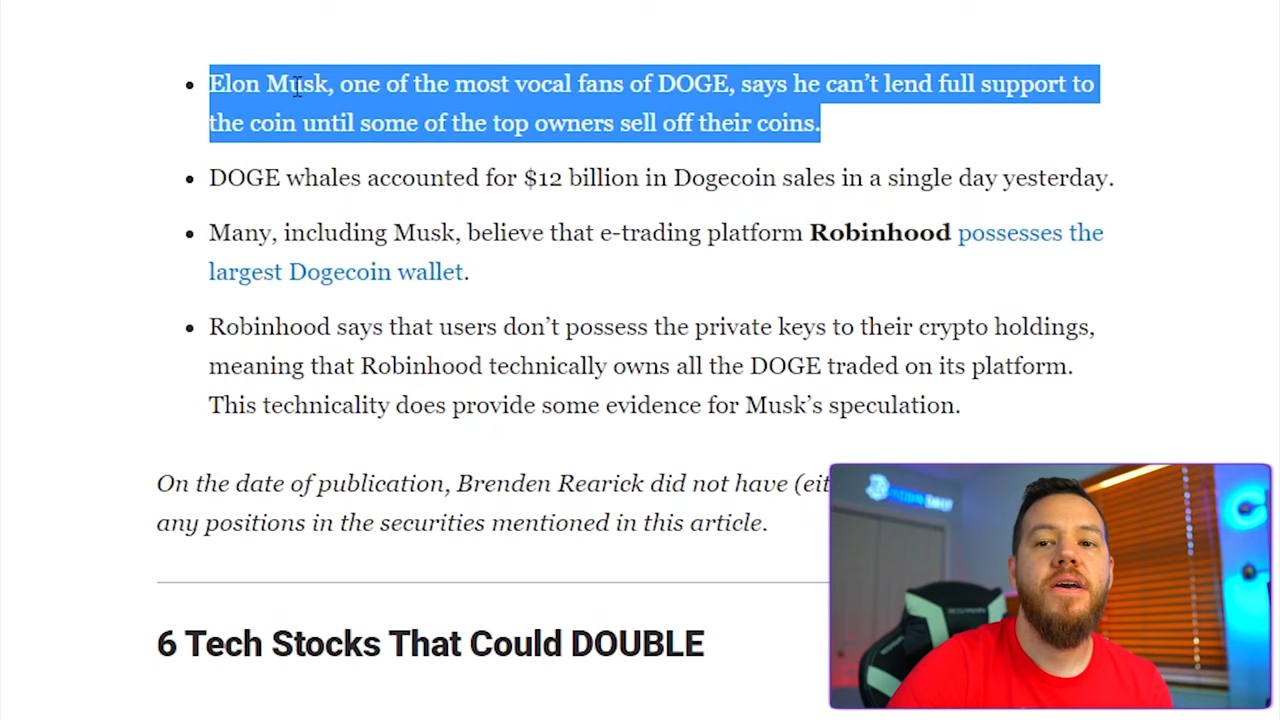 Elon Musk, one of the most vocal fans of DOGE, says he can’t lend full support to
the coin until some of the top owners sell off their coins.
DOGE whales accounted for $12 billion in Dogecoin sales in a single day yesterday.
Many, including Musk, believe that e-trading platform Robinhood possesses the
largest Dogecoin wallet.
Robinhood says that users don’t possess the private keys to their crypto holdings,
meaning that Robinhood technically owns all the DOGE traded on its platform.
This technicality does provide some evidence for Musk’s speculation.
On the date of publication, Brenden Rearick did not have (eit
any positions in the securities mentioned in this article.
6 Tech Stocks That Could DOUBLE